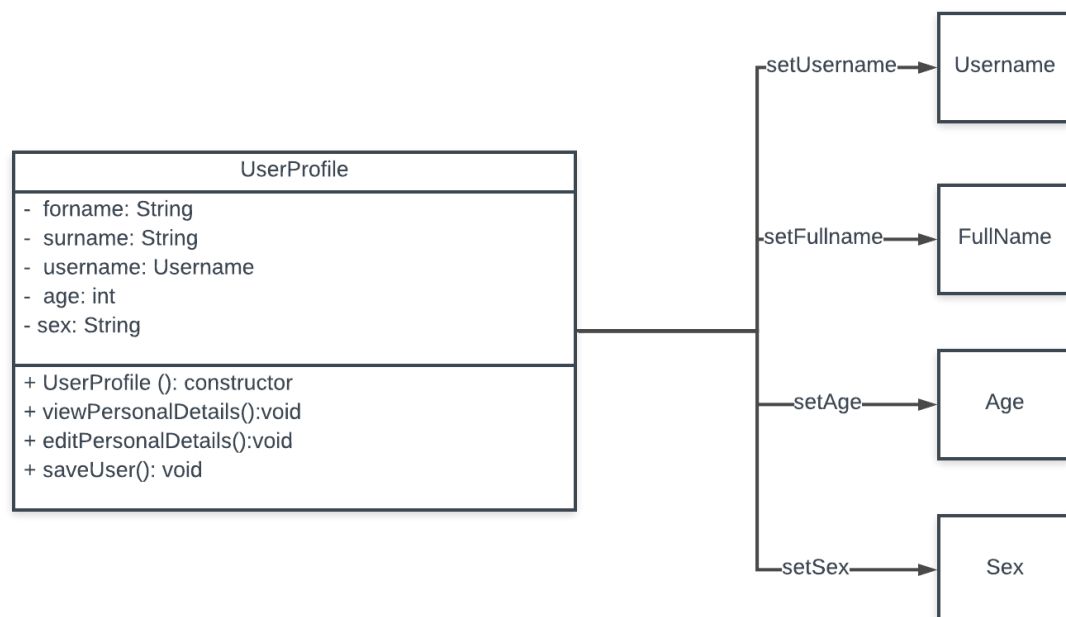 UserProfile
- forname: String
- surname: String
- username: Username
- age: int
- sex: String
+ UserProfile (): constructor
+ viewPersonalDetails():void
+ editPersonalDetails():void
+ saveUser(): void
setUsername
Username
setFullname
FullName
setAge
Age
setSex
Sex